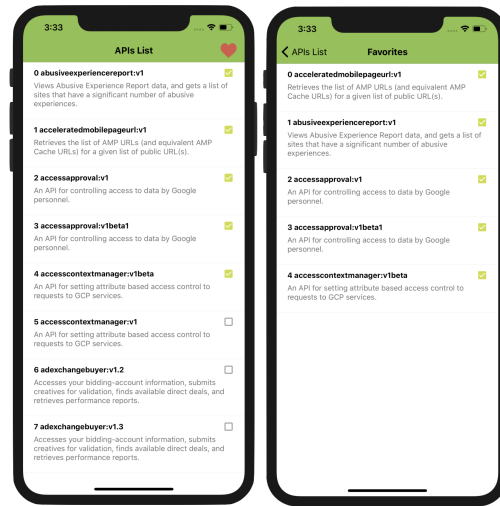 3:33
APIs List
0 abusiveexperiencereport:v1
Views Abusive Experience Report data, and gets a list of
sites that have a significant number of abusive
experiences.
1 acceleratedmobilepageurl:v1
Retrieves the list of AMP URLs (and equivalent AMP
Cache URLs) for a given list of public URL(s).
2 accessapproval:v1
An API for controlling access to data by Google
personnel.
3 accessapproval:v1beta1
An API for controlling access to data by Google
personnel.
4 accesscontextmanager:v1beta
An API for setting attribute based access control to
requests to GCP services.
5 accesscontextmanager:v1
An API for setting attribute based access control to
requests to GCP services.
6 adexchangebuyer:v1.2
Accesses your bidding-account information, submits
creatives for validation, finds available direct deals, and
retrieves performance reports.
7 adexchangebuyer:v1.3
Accesses your bidding-account information, submits
creatives for validation, finds available direct deals, and
retrieves performance reports.
3:33
APIs List Favorites
0 acceleratedmobilepageurl:v1
Retrieves the list of AMP URLs (and equivalent AMP
Cache URLs) for a given list of public URL(s).
1 abusiveexperiencereport:v1
Views Abusive Experience Report data, and gets a list of
sites that have a significant number of abusive
experiences.
2 accessapproval:v1
An API for controlling access to data by Google
personnel.
3 accessapproval:v1beta1
An API for controlling access to data by Google
personnel.
4 accesscontextmanager:v1beta
An API for setting attribute based access control to
requests to GCP services.